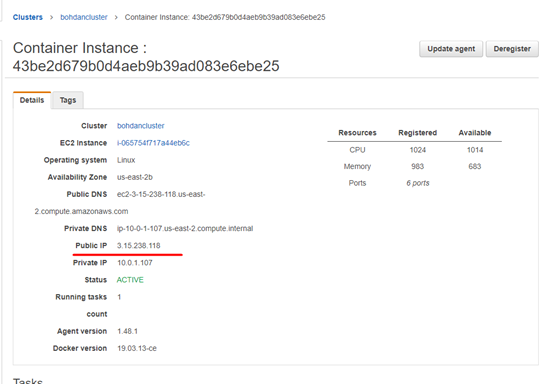 Clusters > bohdancluster > Container Instance: 43be2d679b0d4aeb9b39ad083e6ebe25
Container Instance :
43be2d679b0d4aeb9b39ad083e6ebe25
Update agent Deregister
Details Tags
Cluster bohdancluster
EC2 Instance i-065754f717a44eb6c
Operating system Linux
Availability Zone us-east-2b
Public DNS ec2-3-15-238-118.us-east-
2.compute.amazonaws.com
Private DNS ip-10-0-1-107.us-east-2.compute.internal
Public IP 3.15.238.118
Private IP 10.0.1.107
Status ACTIVE
Running tasks 1
count
Agent version 1.48.1
Docker version 19.03.13-ce
Resources Registered Available
CPU 1024 1014
Memory 983 683
Ports 6 ports
Tasks